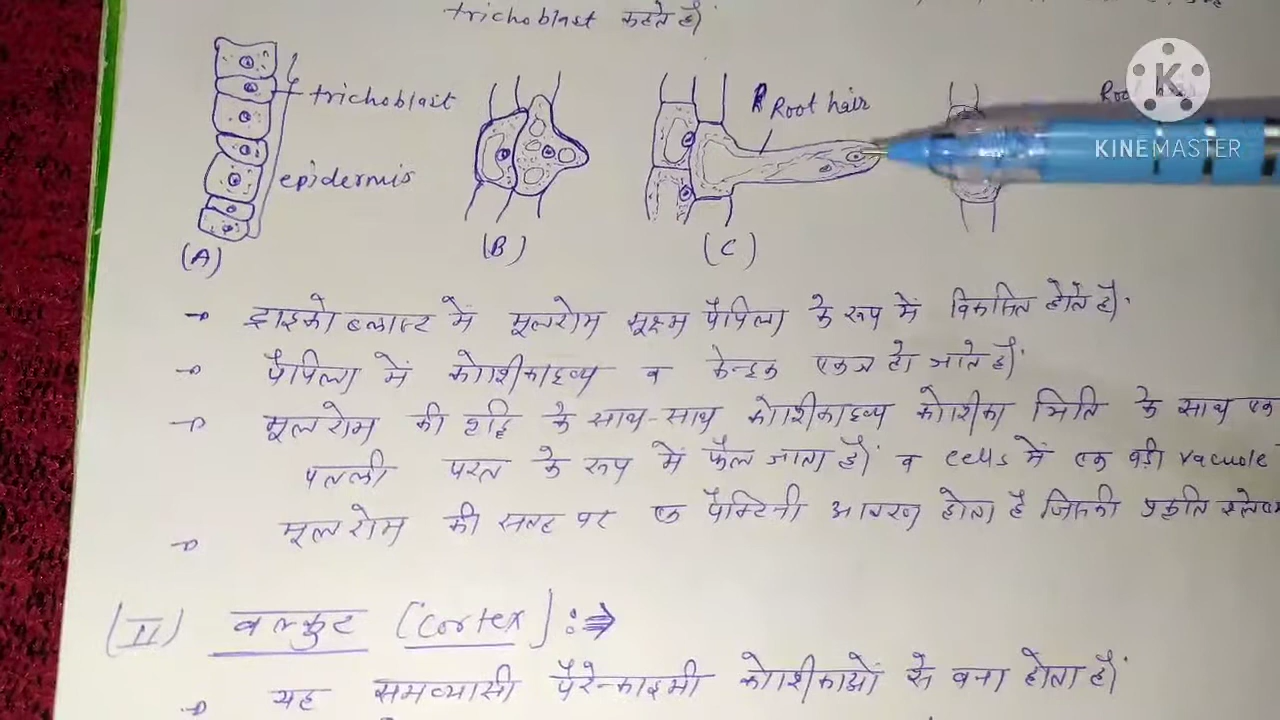 trichoblast कहते है।
trichoblast
Root hair
epidermis
(A)
(B)
(C)
KINEMASTER
→ ट्राइकोब्लास्ट में मूलरोम सूक्ष्म पैपिला के रूप में विकसित होते है।
→ पैपिला में कोशीकाद्रव्य व केन्द्रक एकत्र हो जाते है।
→ मूलरोम की वृद्दि के साथ-साथ कोशीकाद्रव्य कोशीका भिति के साथ एक
पतली परत के रूप में फैल जाता है। व cells में एक बड़ी vacuole
→ मूलरोम की सतह पर एक पैक्टिनी आवरण होता है जिसकी प्रकृति
(II) वल्कुट (Cortex) :⇒
→ यह समव्यासी पैरेन्काइमी कोशीकाओं से बना होता है।